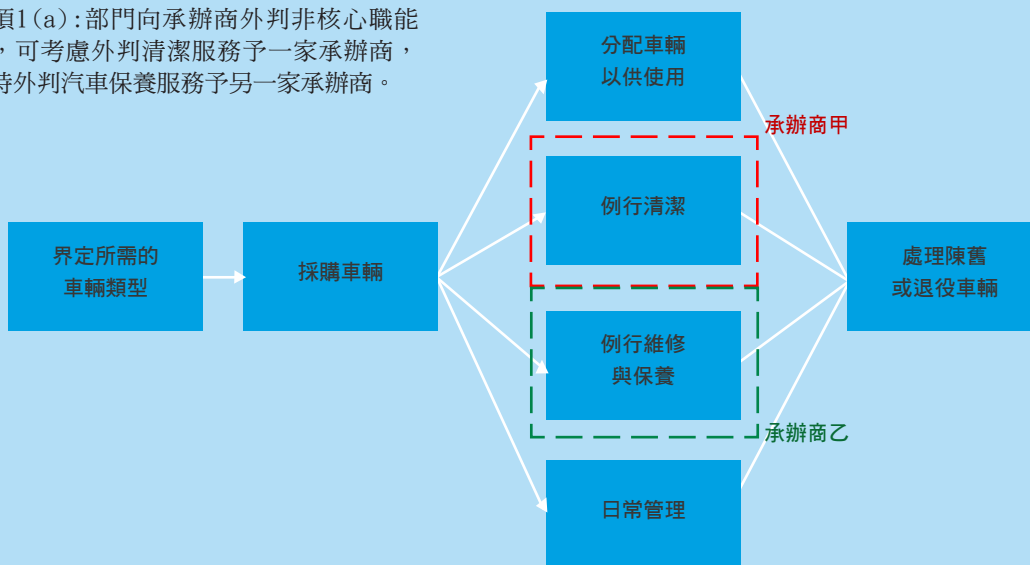 項1(a):部門向承辦商外判非核心職能
,可考慮外判清潔服務予一家承辦商,
時外判汽車保養服務予另一家承辦商。
分配車輛
以供使用
承辦商甲
例行清潔
界定所需的
車輛類型
採購車輛
處理陳舊
或退役車輛
例行維修
與保養
承辦商乙
日常管理